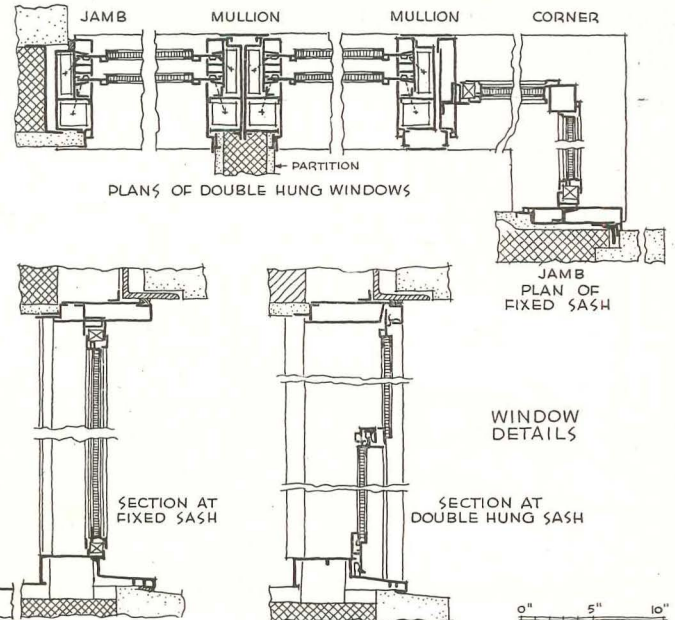 JAMB MULLION MULLION CORNER
PARTITION
PLANS OF DOUBLE HUNG WINDOWS
JAMB
PLAN OF
FIXED SASH
WINDOW
DETAILS
SECTION AT
FIXED SASH
SECTION AT
DOUBLE HUNG SASH
0" 5" 10"